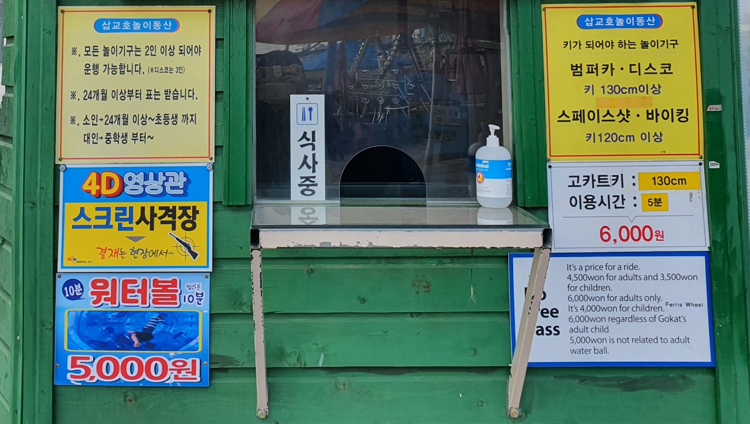 삽교호놀이동산
※. 모든 놀이기구는 2인 이상 되어야
운행 가능합니다. (※디스코는 3인)
※. 24개월 이상부터 표는 받습니다.
※. 소인→24개월 이상~초등생 까지
대인→중학생 부터~
4D영상관
스크린사격장
결재는 현장에서~
10분
워터볼
10분
5,000원
식사중
삽교호놀이동산
키가 되어야 하는 놀이기구
범퍼카·디스코
키 130cm이상
스페이스샷·바이킹
키120cm 이상
고카트키 : 130cm
이용시간 : 5분
6,000원
It's a price for a ride.
4,500won for adults and 3,500won
for children.
6,000won for adults only.
It's 4,000won for children. Ferris Wheel
6,000won regardless of Gokat's
adult child
5,000won is not related to adult
water ball.